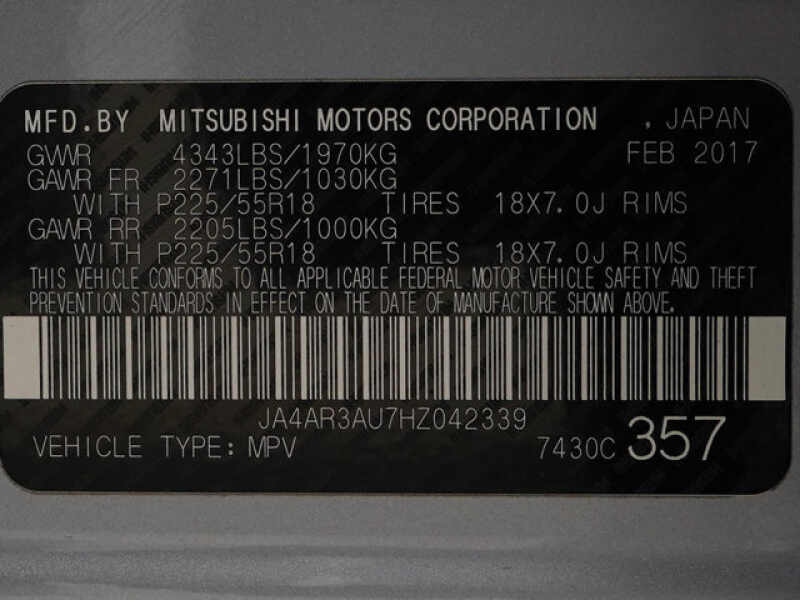 MFD.BY MITSUBISHI MOTORS CORPORATION , JAPAN
GVWR 4343LBS/1970KG FEB 2017
GAWR FR 2271LBS/1030KG
WITH P225/55R18 TIRES 18X7.0J RIMS
GAWR RR 2205LBS/1000KG
WITH P225/55R18 TIRES 18X7.0J RIMS
THIS VEHICLE CONFORMS TO ALL APPLICABLE FEDERAL MOTOR VEHICLE SAFETY AND THEFT
PREVENTION STANDARDS IN EFFECT ON THE DATE OF MANUFACTURE SHOWN ABOVE.
JA4AR3AU7HZ042339
VEHICLE TYPE: MPV 7430C 357